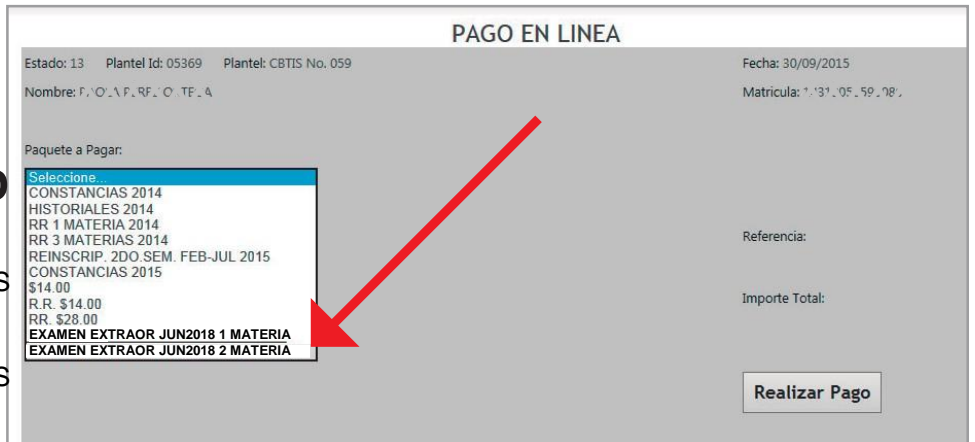 PAGO EN LINEA
Estado: 13 Plantel Id: 05369 Plantel: CBTIS No. 059
Fecha: 30/09/2015
Nombre:
Matricula:
Paquete a Pagar:
Seleccione...
CONSTANCIAS 2014
HISTORIALES 2014
RR 1 MATERIA 2014
RR 3 MATERIAS 2014
REINSCRIP. 2DO.SEM. FEB-JUL 2015
CONSTANCIAS 2015
$14.00
R.R. $14.00
RR. $28.00
EXAMEN EXTRAOR JUN2018 1 MATERIA
EXAMEN EXTRAOR JUN2018 2 MATERIA
Referencia:
Importe Total:
Realizar Pago